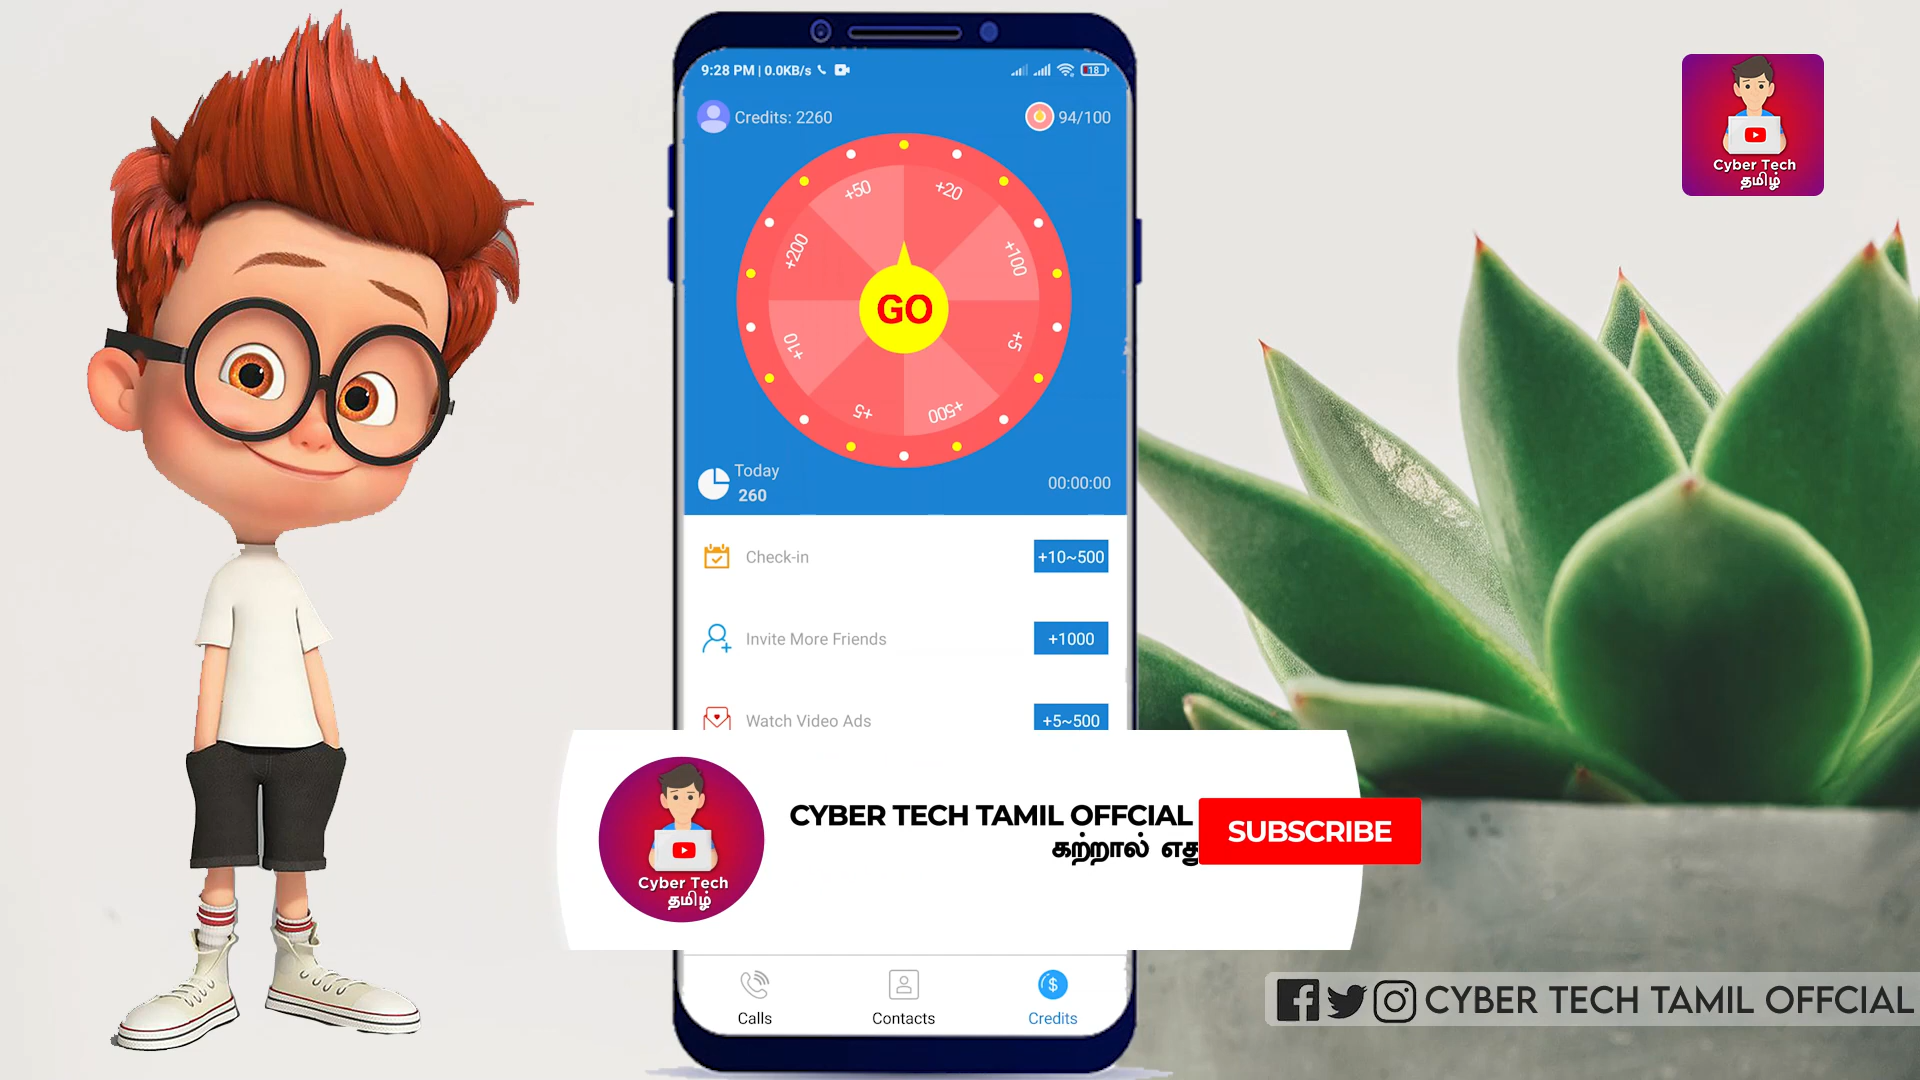 9:28 PM | 0.0KB/s
18
Credits: 2260
94/100
+50
+20
+200
+100
GO
+10
+5
+5
+500
Today
260
00:00:00
Check-in
+10~500
Invite More Friends
+1000
Watch Video Ads
+5~500
Cyber Tech
தமிழ்
CYBER TECH TAMIL OFFCIAL
கற்றால்
SUBSCRIBE
Cyber Tech
தமிழ்
Calls
Contacts
Credits
CYBER TECH TAMIL OFFCIAL